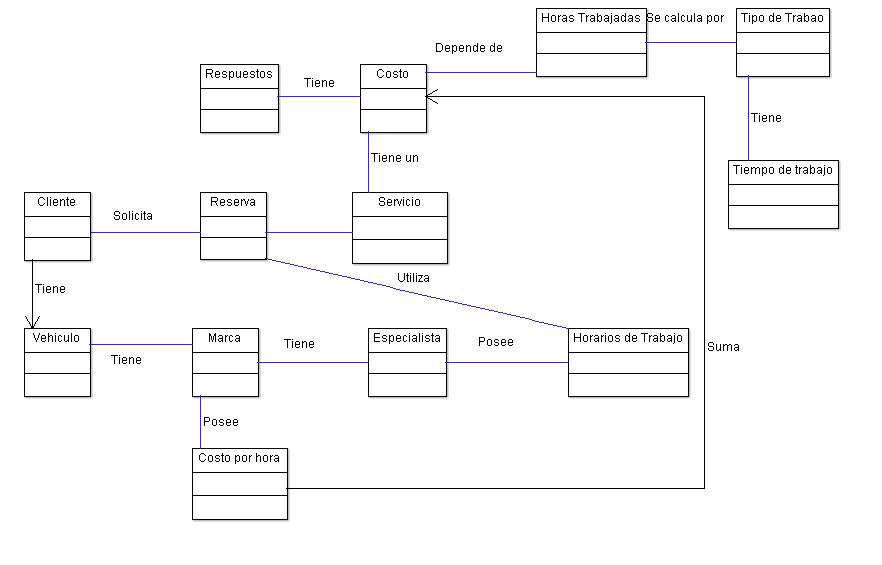 Horas Trabajadas
Se calcula por
Tipo de Trabao
Depende de
Respuestos
Tiene
Costo
Tiene
Tiene un
Tiempo de trabajo
Cliente
Solicita
Reserva
Servicio
Tiene
Utiliza
Vehiculo
Tiene
Marca
Tiene
Especialista
Posee
Horarios de Trabajo
Suma
Posee
Costo por hora